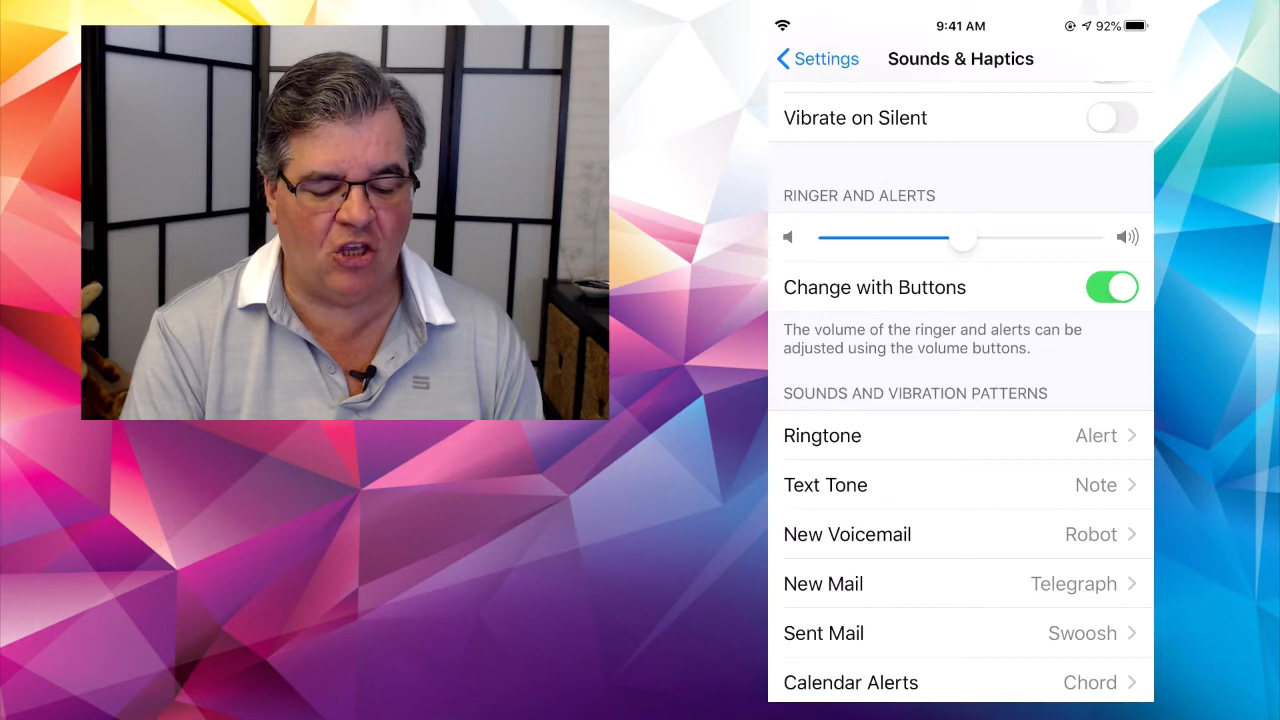 9:41 AM
92%
Settings
Sounds & Haptics
Vibrate on Silent
RINGER AND ALERTS
Change with Buttons
The volume of the ringer and alerts can be
adjusted using the volume buttons.
SOUNDS AND VIBRATION PATTERNS
Ringtone Alert
Text Tone Note
New Voicemail Robot
New Mail Telegraph
Sent Mail Swoosh
Calendar Alerts Chord